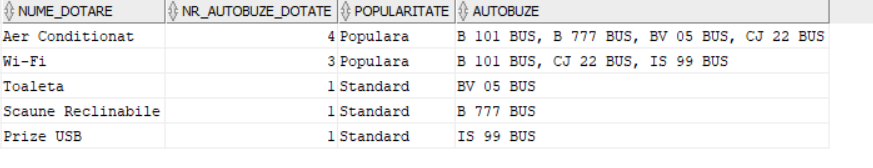 NUME_DOTARE NR_AUTOBUZE_DOTATE POPULARITATE AUTOBUZE
Aer Conditionat 4 Populara B 101 BUS, B 777 BUS, BV 05 BUS, CJ 22 BUS
Wi-Fi 3 Populara B 101 BUS, CJ 22 BUS, IS 99 BUS
Toaleta 1 Standard BV 05 BUS
Scaune Reclinabile 1 Standard B 777 BUS
Prize USB 1 Standard IS 99 BUS